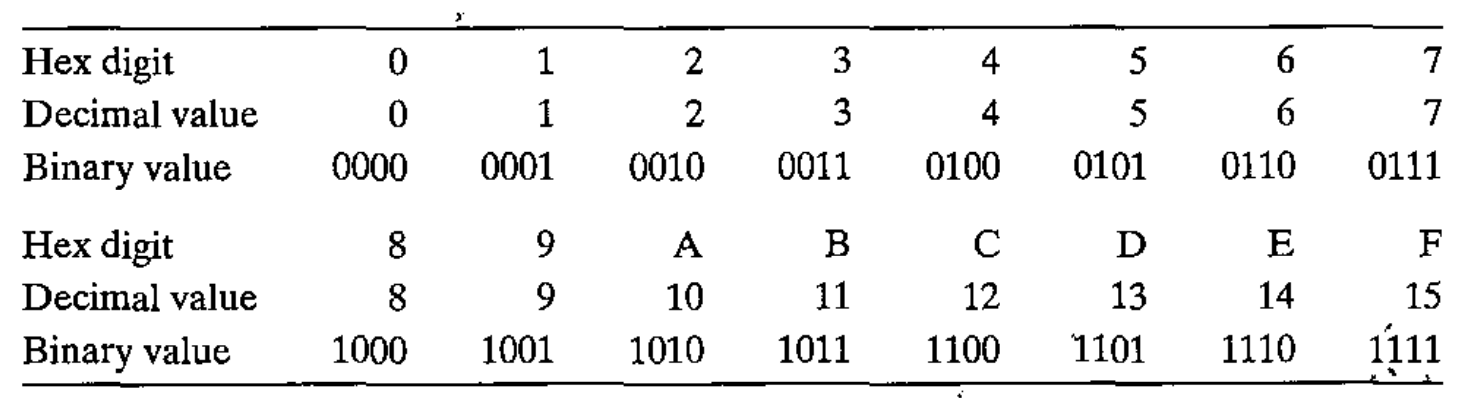 Hex digit 0 1 2 3 4 5 6 7
Decimal value 0 1 2 3 4 5 6 7
Binary value 0000 0001 0010 0011 0100 0101 0110 0111
Hex digit 8 9 A B C D E F
Decimal value 8 9 10 11 12 13 14 15
Binary value 1000 1001 1010 1011 1100 1101 1110 1111